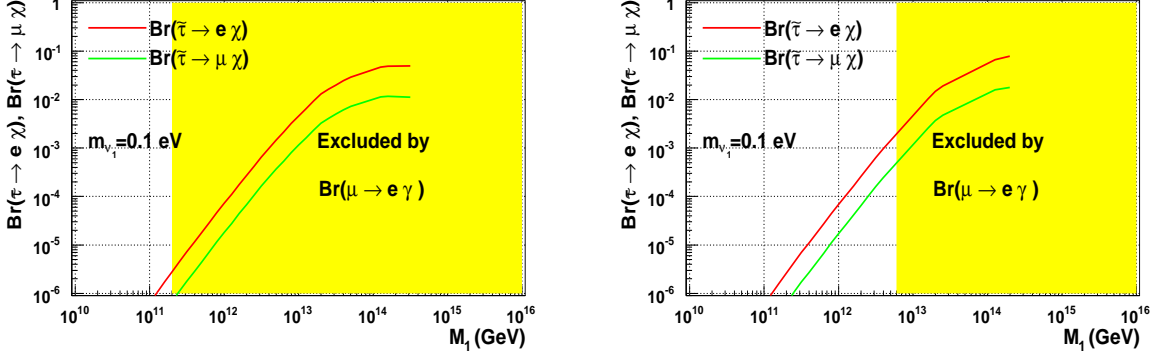 Br(τ̃ → e χ), Br(τ̃ → μ χ)
1
10⁻¹
10⁻²
10⁻³
10⁻⁴
10⁻⁵
10⁻⁶
Br(τ̃ → e χ)
Br(τ̃ → μ χ)
m_ν₁=0.1 eV
Excluded by
Br(μ → e γ )
10¹⁰ 10¹¹ 10¹² 10¹³ 10¹⁴ 10¹⁵ 10¹⁶
M₁ (GeV)
Br(τ̃ → e χ), Br(τ̃ → μ χ)
1
10⁻¹
10⁻²
10⁻³
10⁻⁴
10⁻⁵
10⁻⁶
Br(τ̃ → e χ)
Br(τ̃ → μ χ)
m_ν₁=0.1 eV
Excluded by
Br(μ → e γ )
10¹⁰ 10¹¹ 10¹² 10¹³ 10¹⁴ 10¹⁵ 10¹⁶
M₁ (GeV)